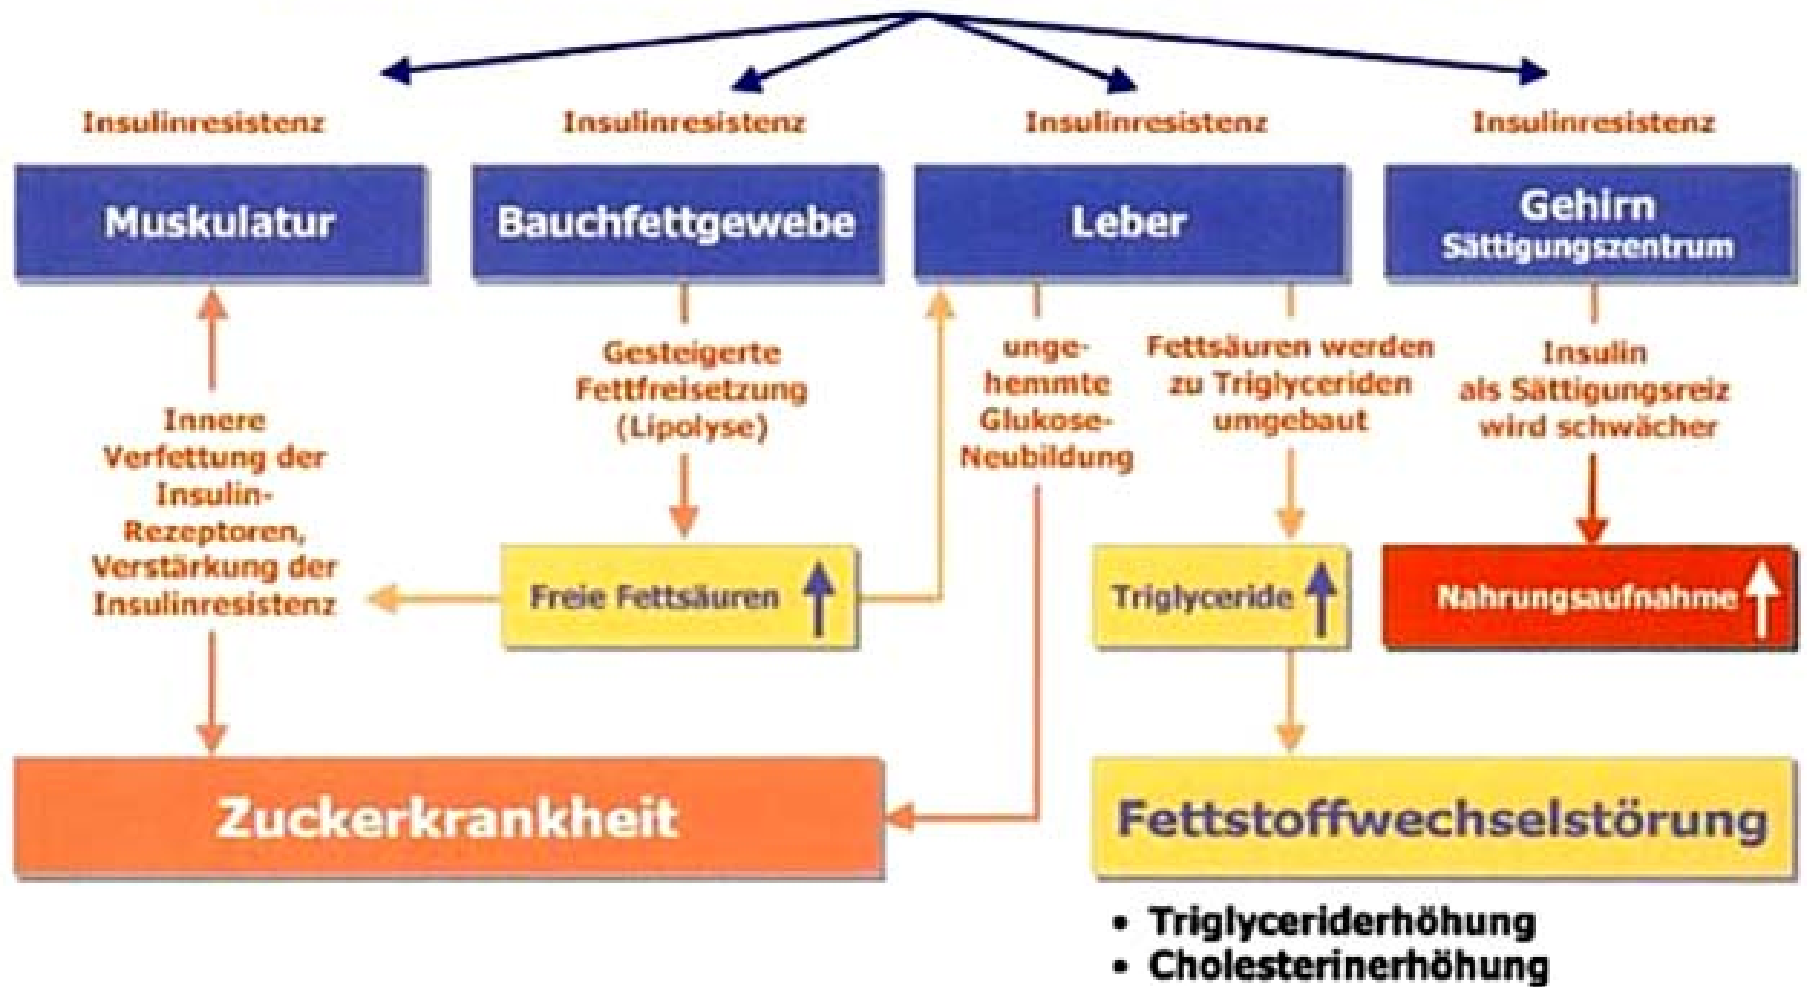 Insulinresistenz
Insulinresistenz
Insulinresistenz
Insulinresistenz
Muskulatur
Bauchfettgewebe
Leber
Gehirn
Sättigungszentrum
Innere
Verfettung der
Insulin-
Rezeptoren,
Verstärkung der
Insulinresistenz
Gesteigerte
Fettfreisetzung
(Lipolyse)
unge-
hemmte
Glukose-
Neubildung
Fettsäuren werden
zu Triglyceriden
umgebaut
Insulin
als Sättigungsreiz
wird schwächer
Freie Fettsäuren
Triglyceride
Nahrungsaufnahme
Zuckerkrankheit
Fettstoffwechselstörung
• Triglyceriderhöhung
• Cholesterinerhöhung